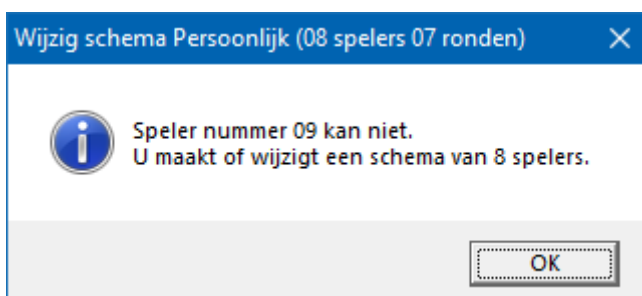 Wijzig schema Persoonlijk (08 spelers 07 ronden)
Speler nummer 09 kan niet.
U maakt of wijzigt een schema van 8 spelers.
OK